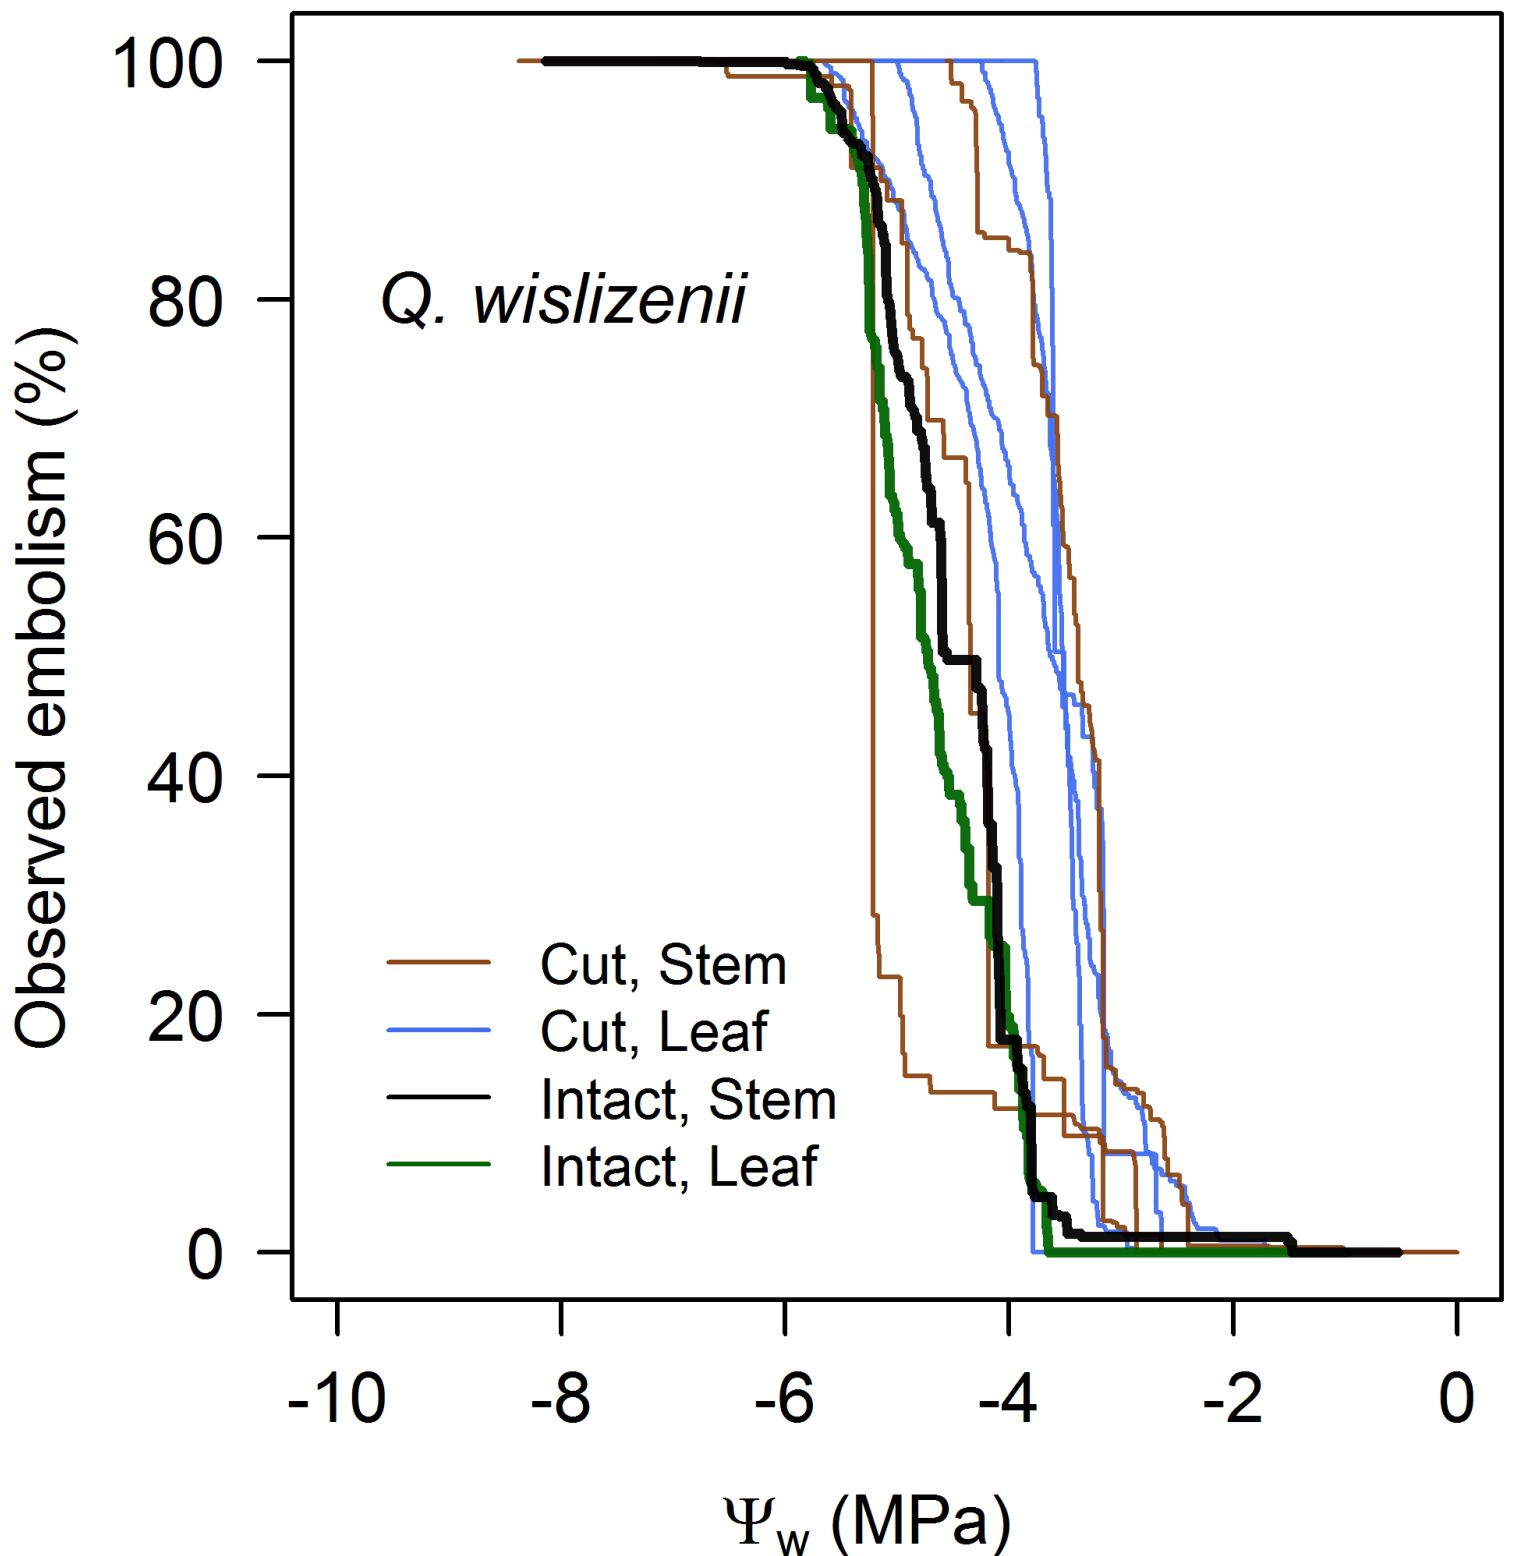 100
80
60
40
20
0
Observed embolism (%)
Q. wislizenii
Cut, Stem
Cut, Leaf
Intact, Stem
Intact, Leaf
-10 -8 -6 -4 -2 0
Ψw (MPa)